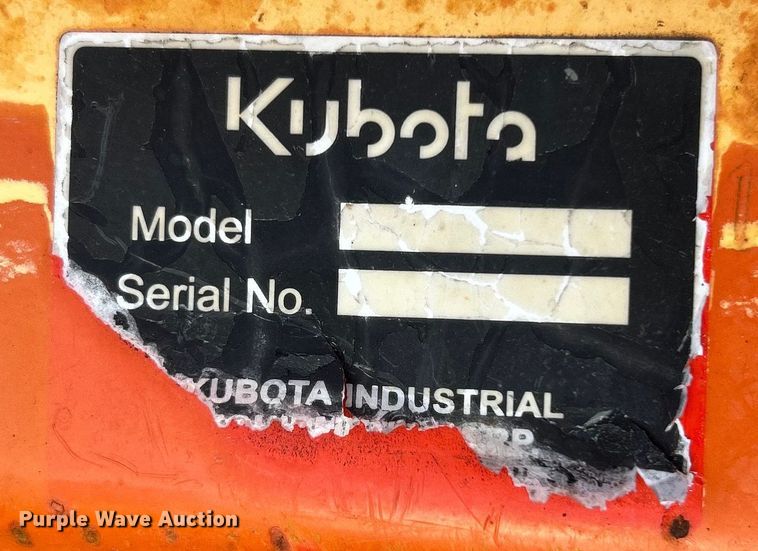 Kubota
Model
Serial No.
KUBOTA INDUSTRIAL
Purple Wave Auction